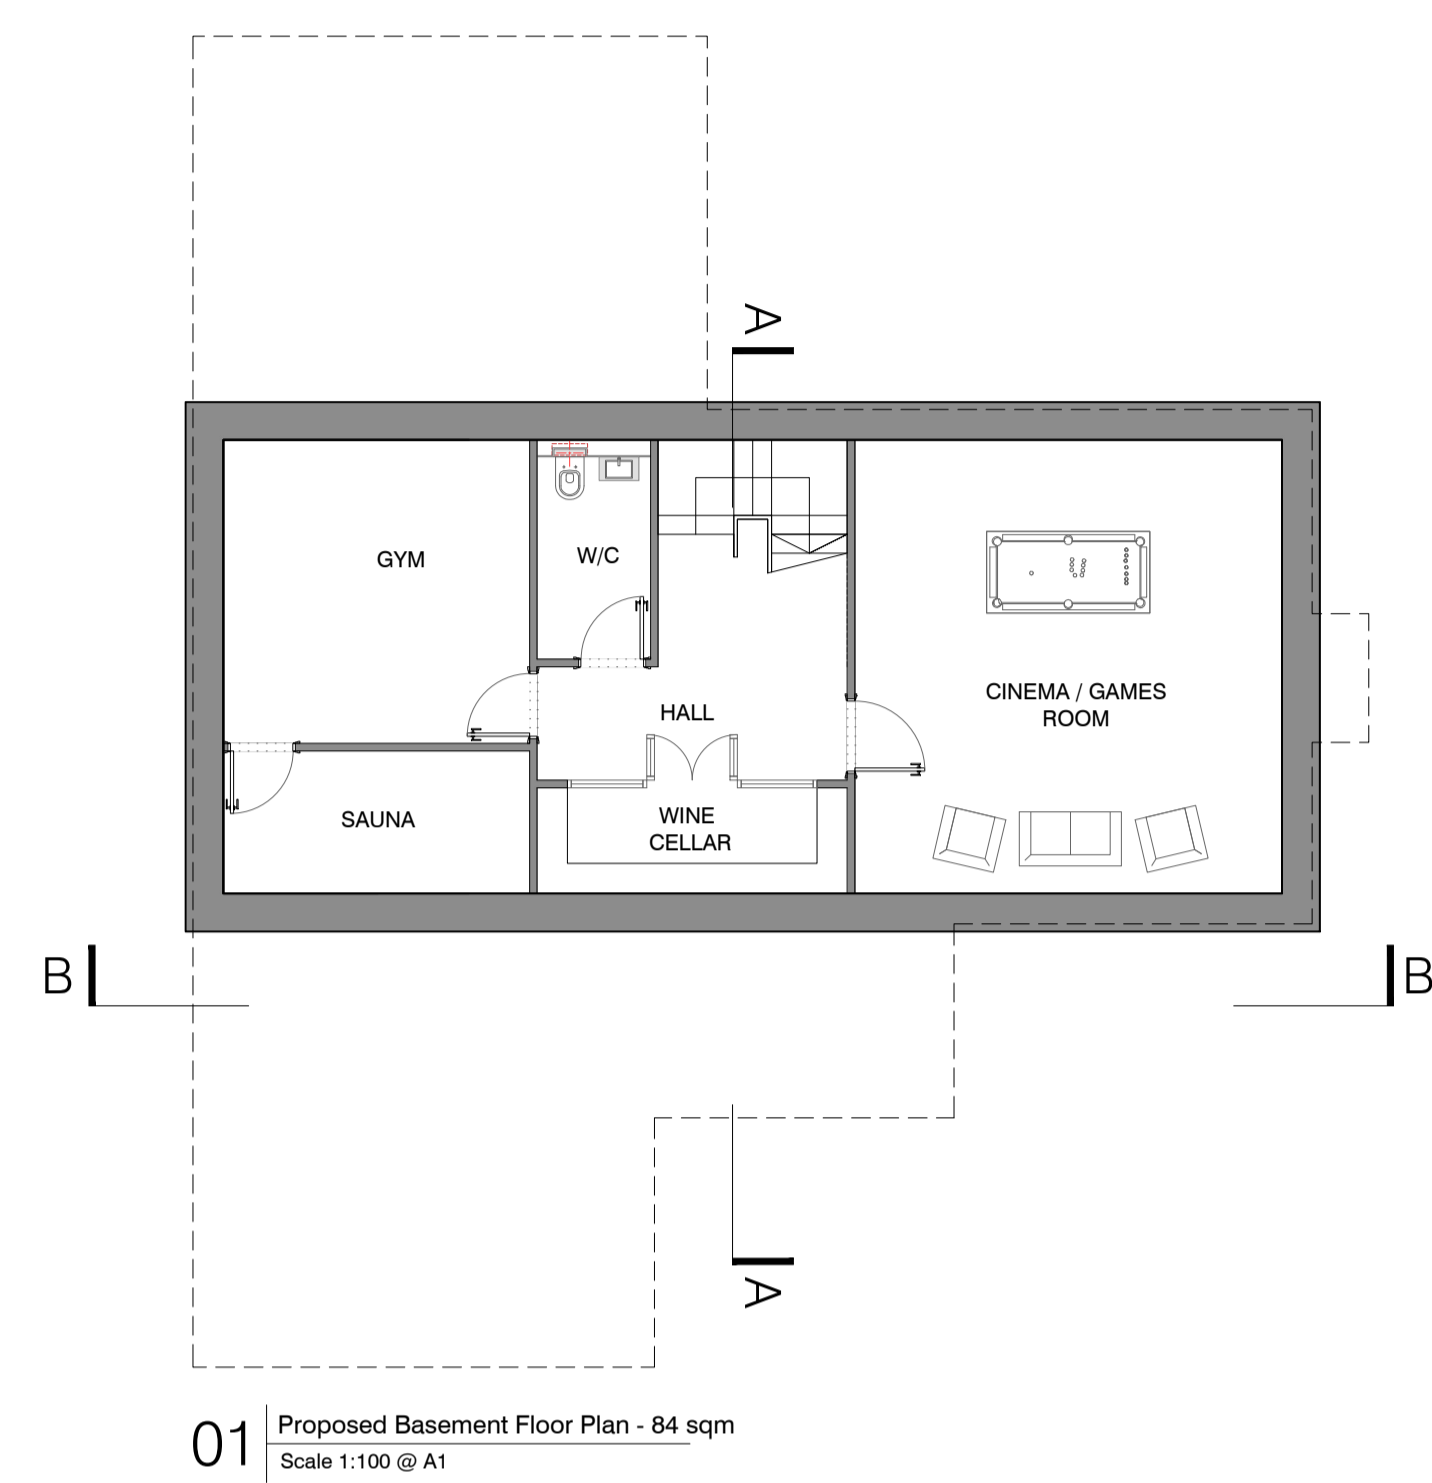 A
GYM
W/C
CINEMA / GAMES
ROOM
HALL
SAUNA
WINE
CELLAR
B
B
A
01
Proposed Basement Floor Plan - 84 sqm
Scale 1:100 @ A1